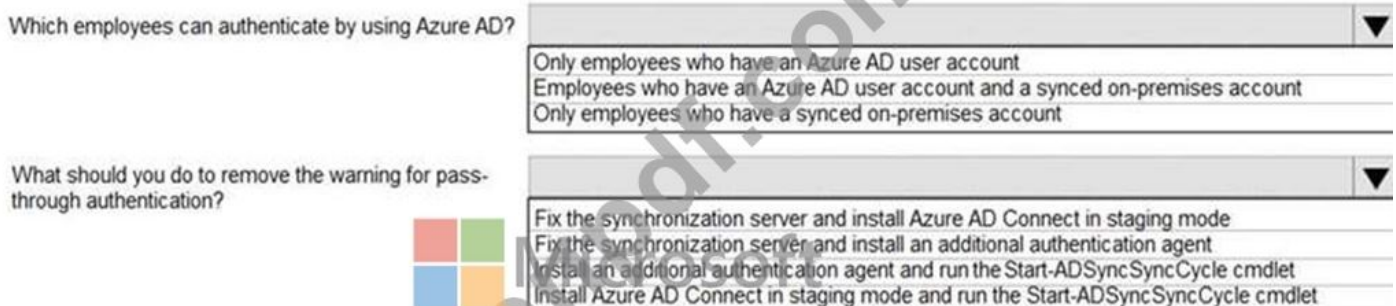 Which employees can authenticate by using Azure AD?
Only employees who have an Azure AD user account
Employees who have an Azure AD user account and a synced on-premises account
Only employees who have a synced on-premises account
What should you do to remove the warning for pass-
through authentication?
Fix the synchronization server and install Azure AD Connect in staging mode
Fix the synchronization server and install an additional authentication agent
Install an additional authentication agent and run the Start-ADSyncSyncCycle cmdlet
Install Azure AD Connect in staging mode and run the Start-ADSyncSyncCycle cmdlet
Microsoft